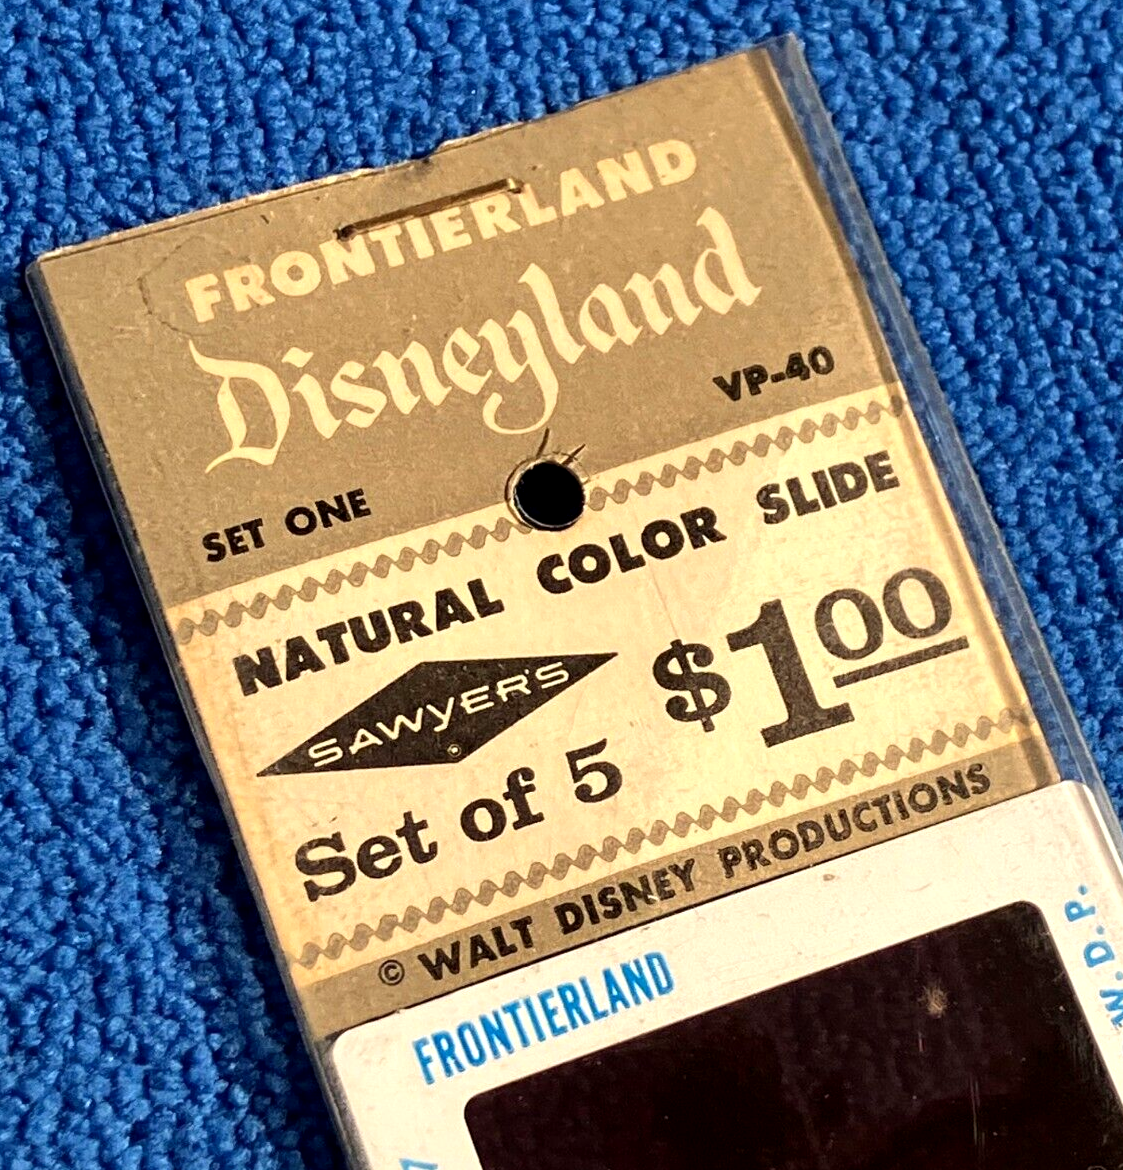 FRONTIERLAND
Disneyland
VP-40
SET ONE
NATURAL COLOR SLIDE
SAWYER'S
®
$1.00
Set of 5
© WALT DISNEY PRODUCTIONS
FRONTIERLAND
W.D.P.